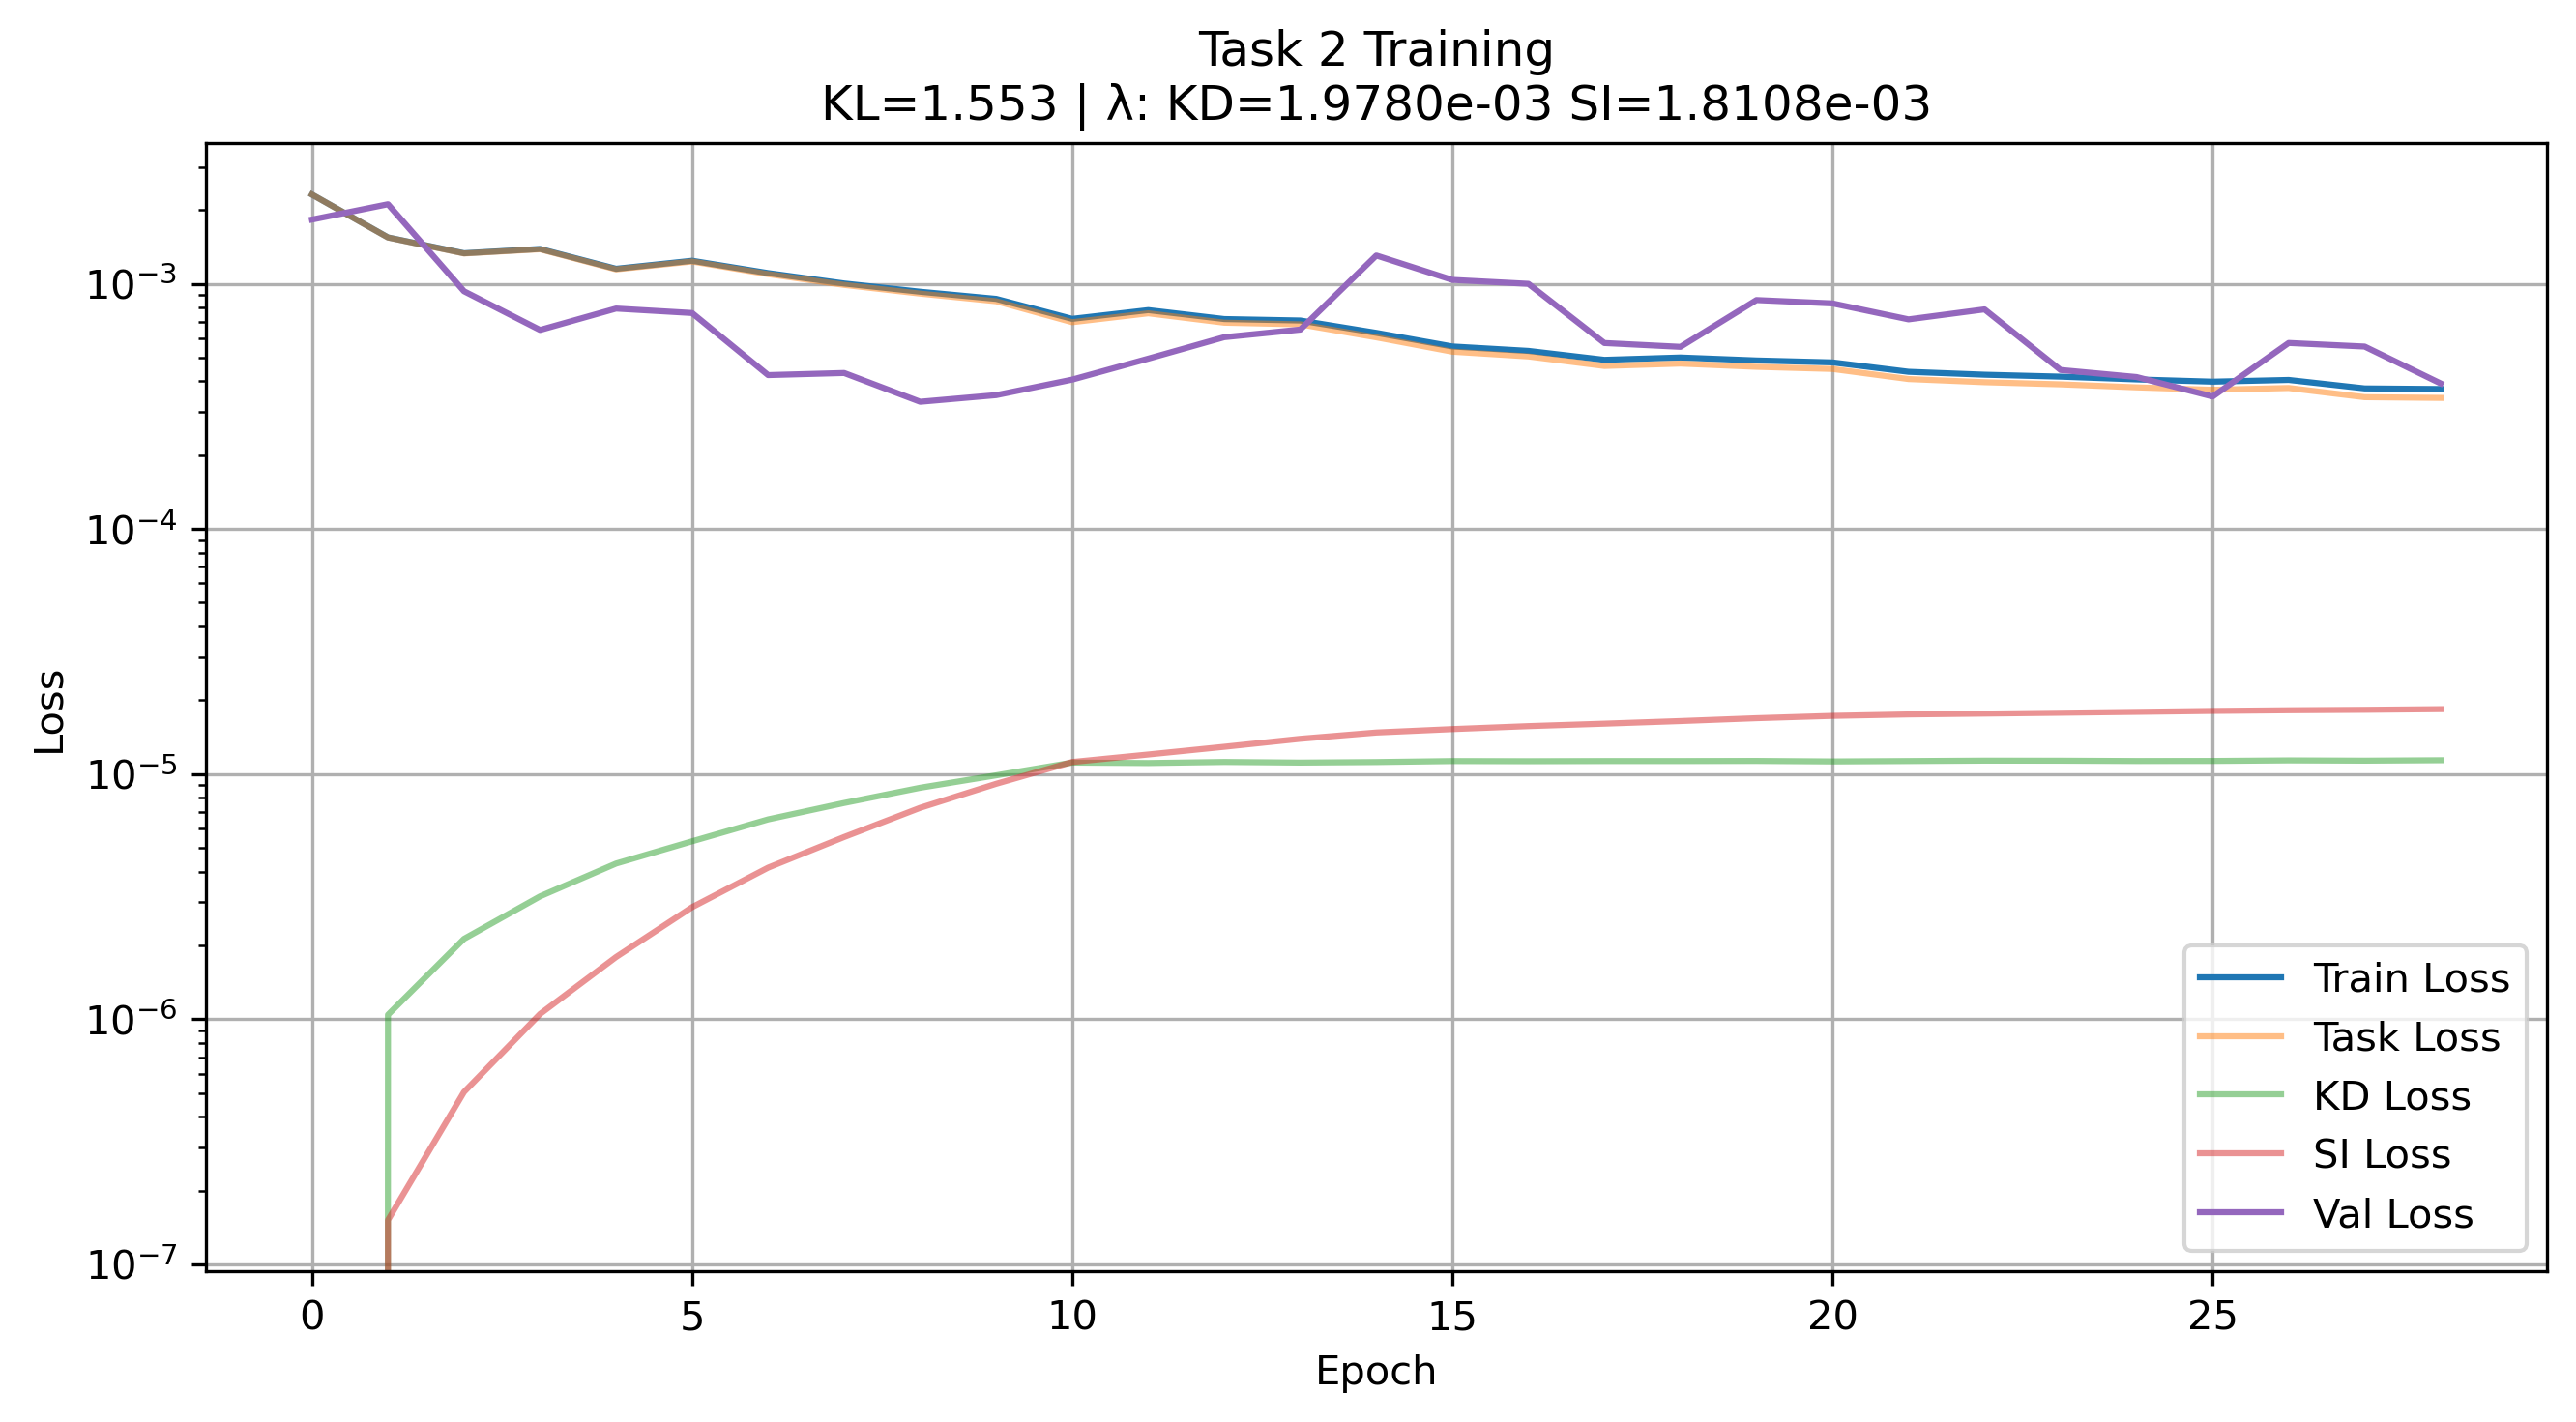 Task 2 Training
KL=1.553 | λ: KD=1.9780e-03 SI=1.8108e-03
Loss
10⁻³
10⁻⁴
10⁻⁵
10⁻⁶
10⁻⁷
Train Loss
Task Loss
KD Loss
SI Loss
Val Loss
0 5 10 15 20 25
Epoch